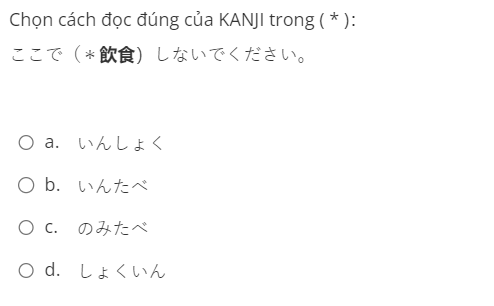 Chọn cách đọc đúng của KANJI trong ( * ):
ここで（＊飲食）しないでください。
a. いんしょく
b. いんたべ
c. のみたべ
d. しょくいん